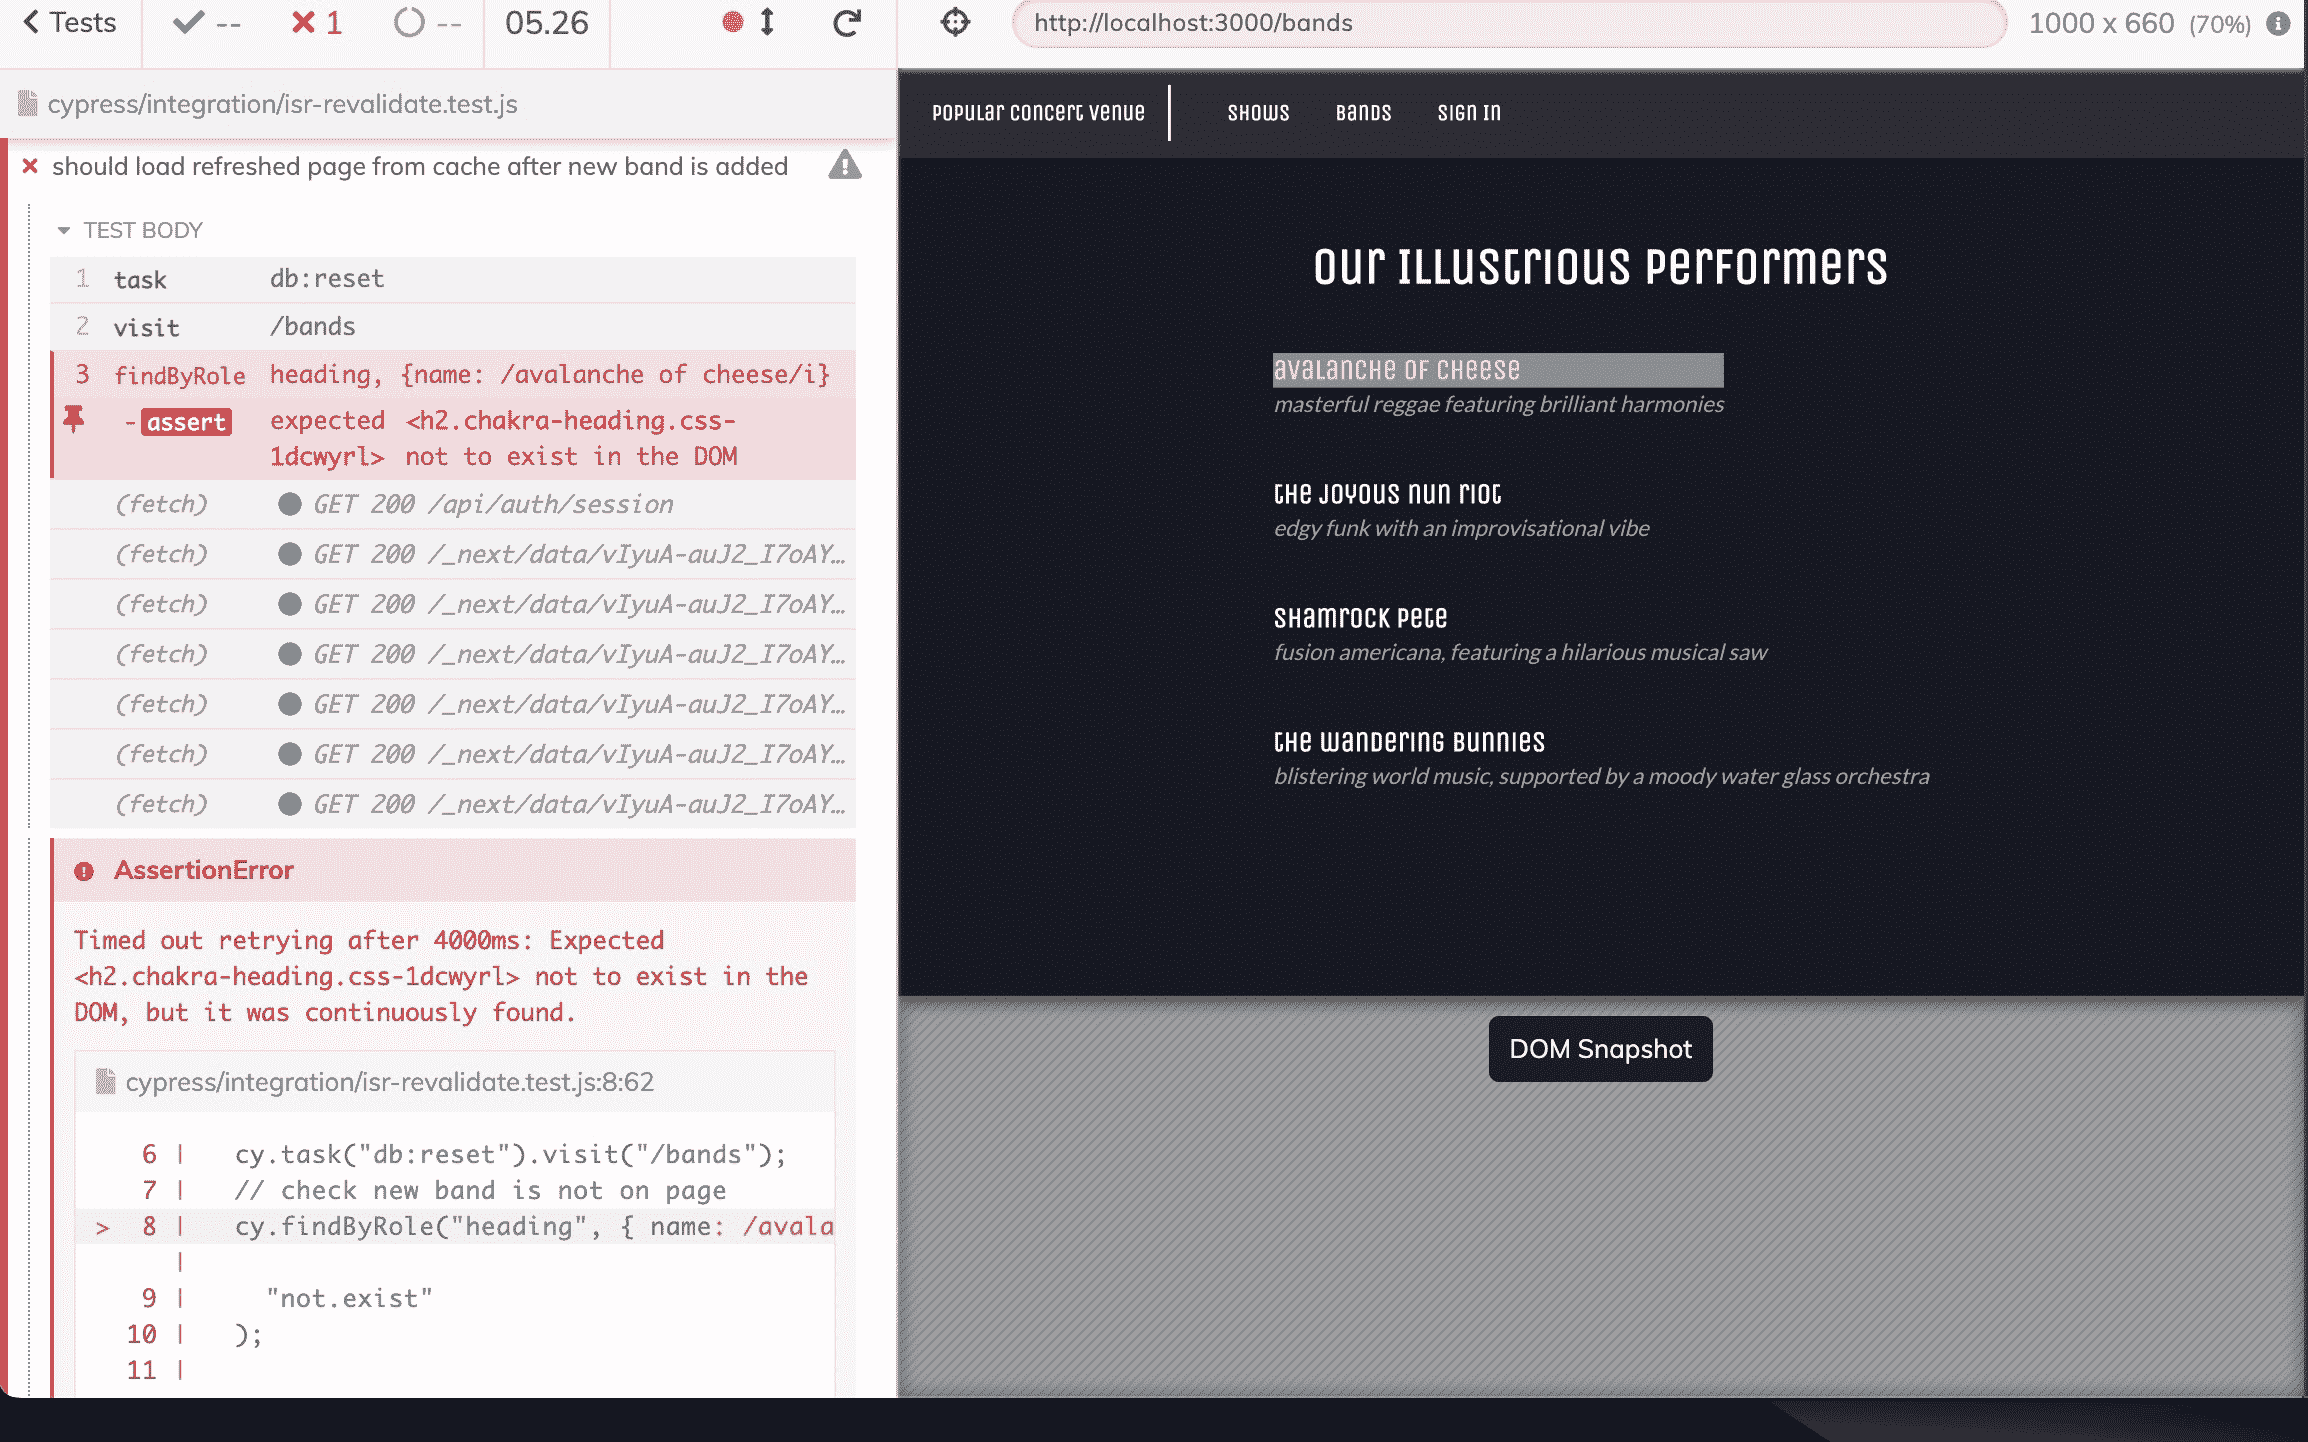 Tests
--
1
--
05.26
http://localhost:3000/bands
1000 x 660 (70%)
cypress/integration/isr-revalidate.test.js
should load refreshed page from cache after new band is added
TEST BODY
1 task db:reset
2 visit /bands
3 findByRole heading, {name: /avalanche of cheese/i}
- assert expected <h2.chakra-heading.css-
1dcwyrl> not to exist in the DOM
(fetch) GET 200 /api/auth/session
(fetch) GET 200 /_next/data/vIyuA-auJ2_I7oAY…
(fetch) GET 200 /_next/data/vIyuA-auJ2_I7oAY…
(fetch) GET 200 /_next/data/vIyuA-auJ2_I7oAY…
(fetch) GET 200 /_next/data/vIyuA-auJ2_I7oAY…
(fetch) GET 200 /_next/data/vIyuA-auJ2_I7oAY…
(fetch) GET 200 /_next/data/vIyuA-auJ2_I7oAY…
AssertionError
Timed out retrying after 4000ms: Expected
<h2.chakra-heading.css-1dcwyrl> not to exist in the
DOM, but it was continuously found.
cypress/integration/isr-revalidate.test.js:8:62
6 | cy.task("db:reset").visit("/bands");
7 | // check new band is not on page
> 8 | cy.findByRole("heading", { name: /avala
|
9 | "not.exist"
10 | );
11 |
Popular Concert Venue
Shows
Bands
Sign in
Our Illustrious Performers
Avalanche of Cheese
masterful reggae featuring brilliant harmonies
The Joyous Nun Riot
edgy funk with an improvisational vibe
Shamrock Pete
fusion americana, featuring a hilarious musical saw
The Wandering Bunnies
blistering world music, supported by a moody water glass orchestra
DOM Snapshot